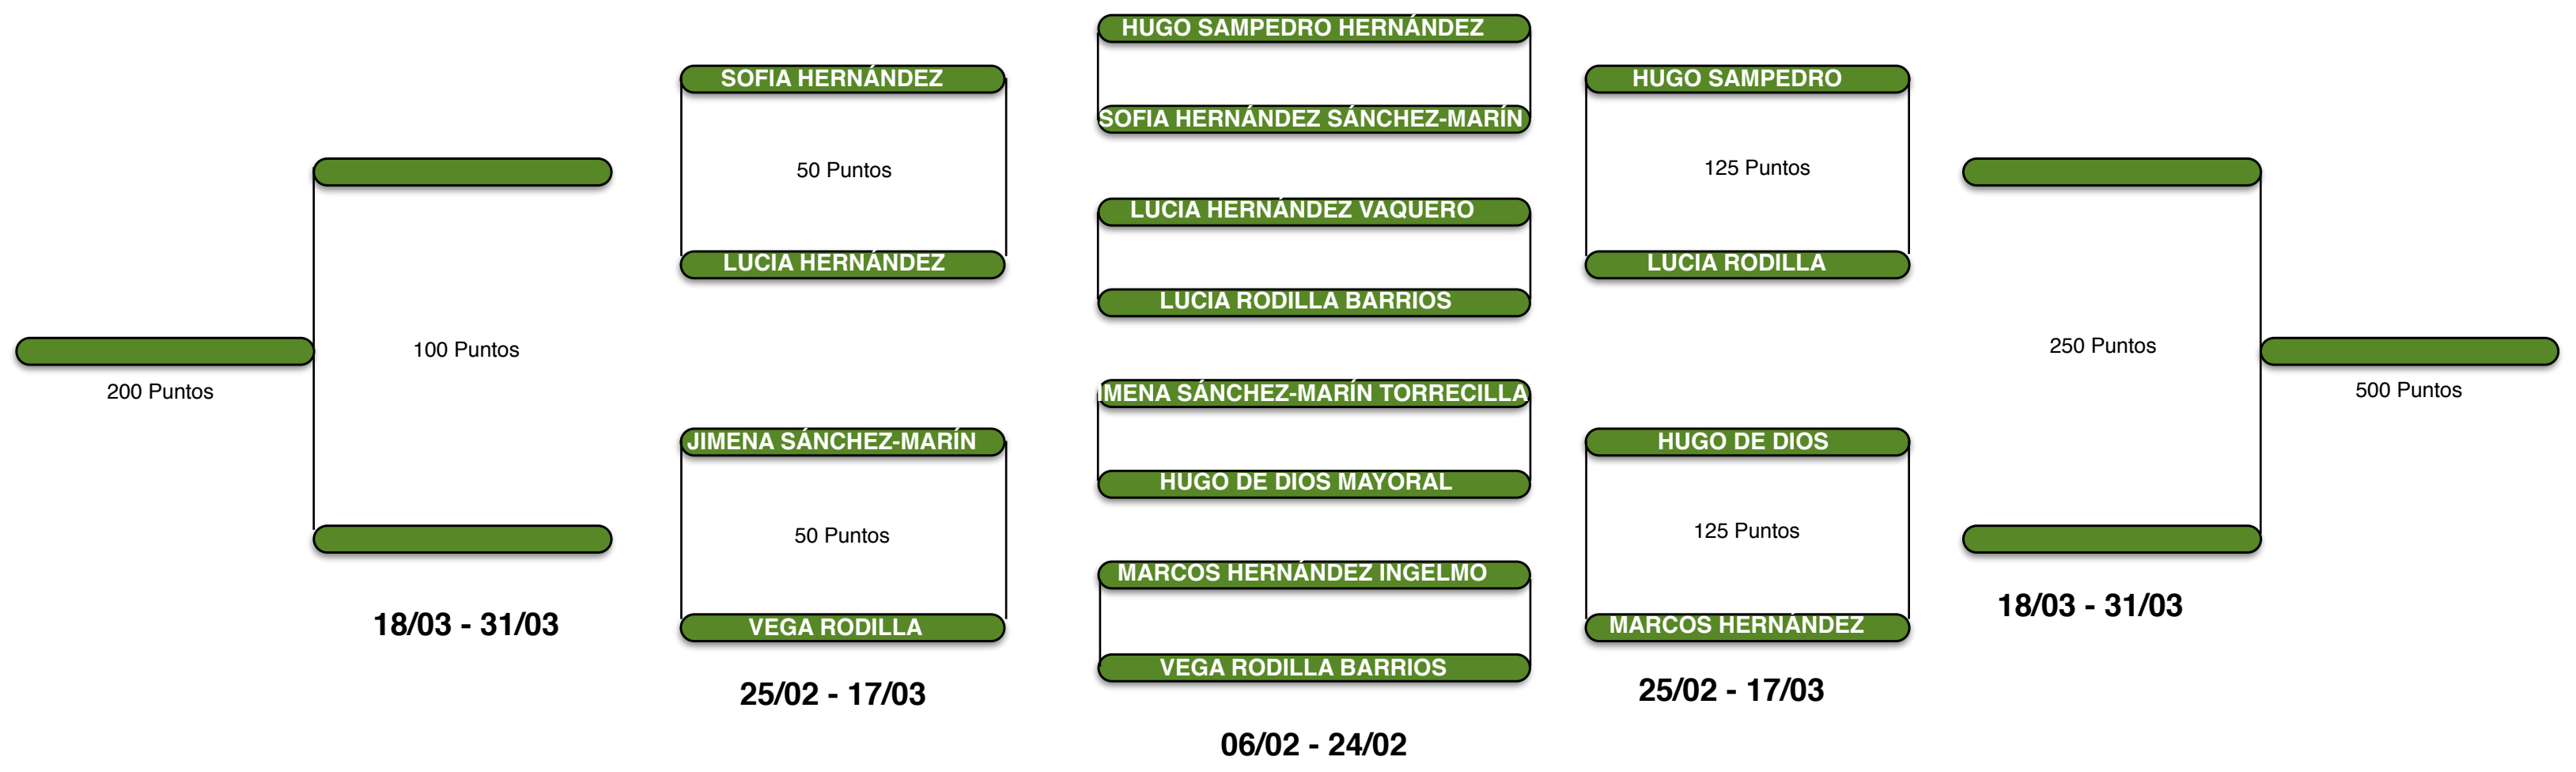 HUGO SAMPEDRO HERNÁNDEZ
SOFIA HERNÁNDEZ
HUGO SAMPEDRO
SOFIA HERNÁNDEZ SÁNCHEZ-MARÍN
50 Puntos
125 Puntos
LUCIA HERNÁNDEZ VAQUERO
LUCIA HERNÁNDEZ
LUCIA RODILLA
LUCIA RODILLA BARRIOS
100 Puntos
250 Puntos
200 Puntos
IMENA SÁNCHEZ-MARÍN TORRECILLA
500 Puntos
JIMENA SÁNCHEZ-MARÍN
HUGO DE DIOS
HUGO DE DIOS MAYORAL
50 Puntos
125 Puntos
MARCOS HERNÁNDEZ INGELMO
18/03 - 31/03
VEGA RODILLA
MARCOS HERNÁNDEZ
18/03 - 31/03
VEGA RODILLA BARRIOS
25/02 - 17/03
25/02 - 17/03
06/02 - 24/02